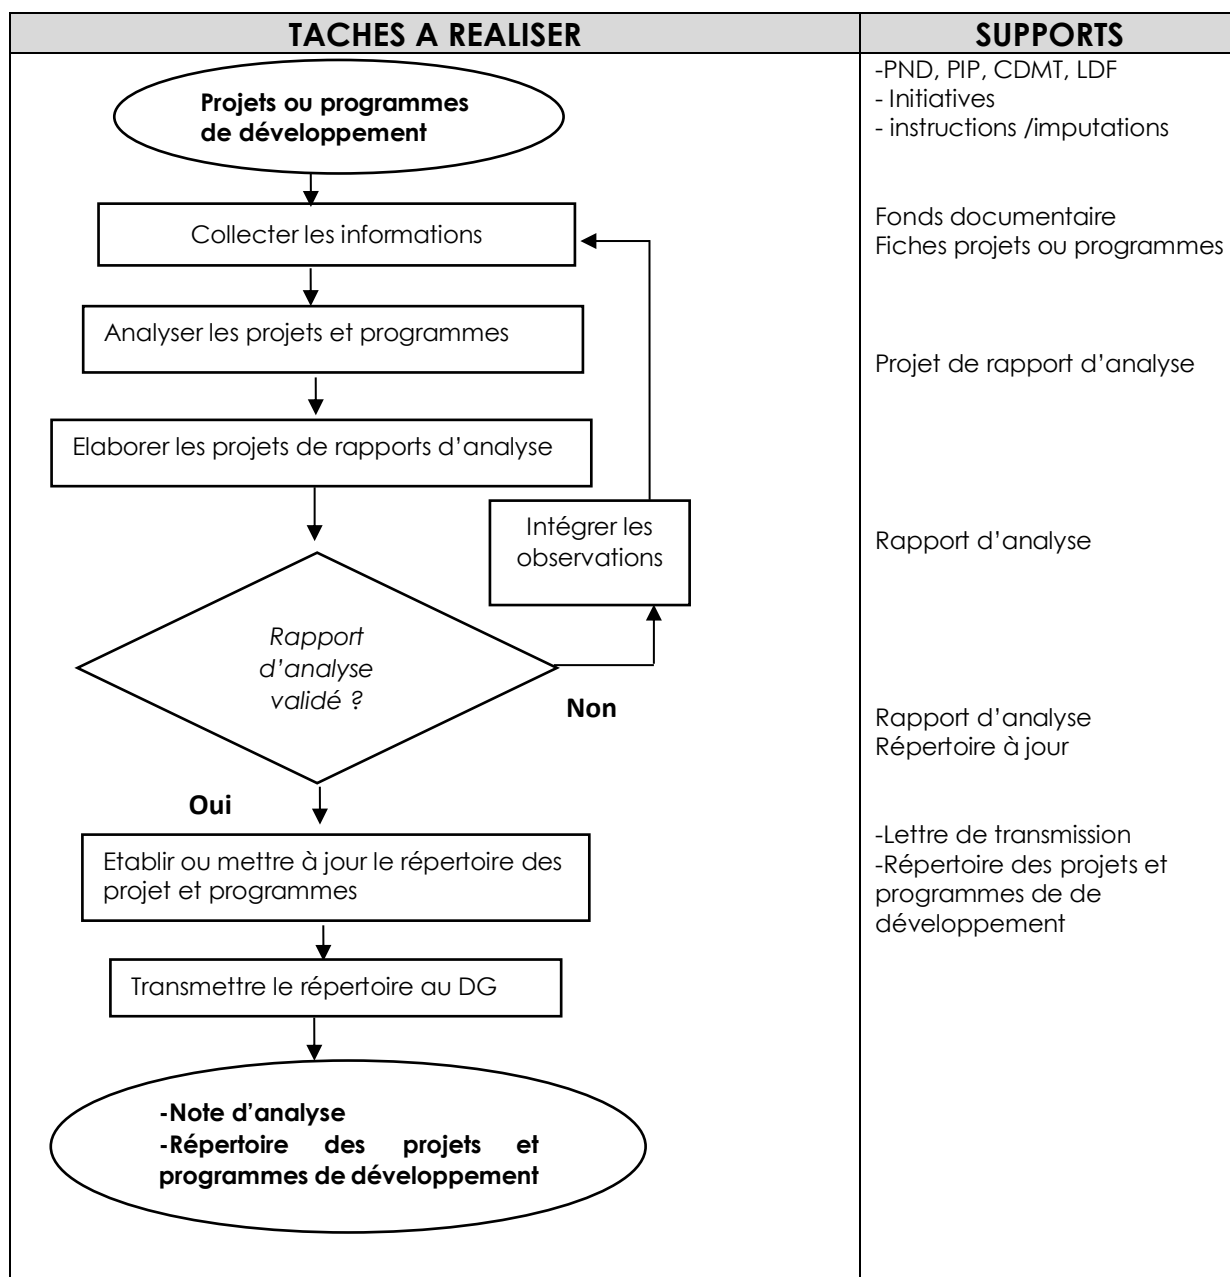 TACHES A REALISER
SUPPORTS
Projets ou programmes
de développement
-PND, PIP, CDMT, LDF
- Initiatives
- instructions /imputations
Collecter les informations
Fonds documentaire
Fiches projets ou programmes
Analyser les projets et programmes
Projet de rapport d’analyse
Elaborer les projets de rapports d’analyse
Intégrer les
observations
Rapport d’analyse
Rapport
d’analyse
validé ?
Non
Rapport d’analyse
Répertoire à jour
Oui
Etablir ou mettre à jour le répertoire des
projet et programmes
-Lettre de transmission
-Répertoire des projets et
programmes de de
développement
Transmettre le répertoire au DG
-Note d’analyse
-Répertoire des projets et
programmes de développement